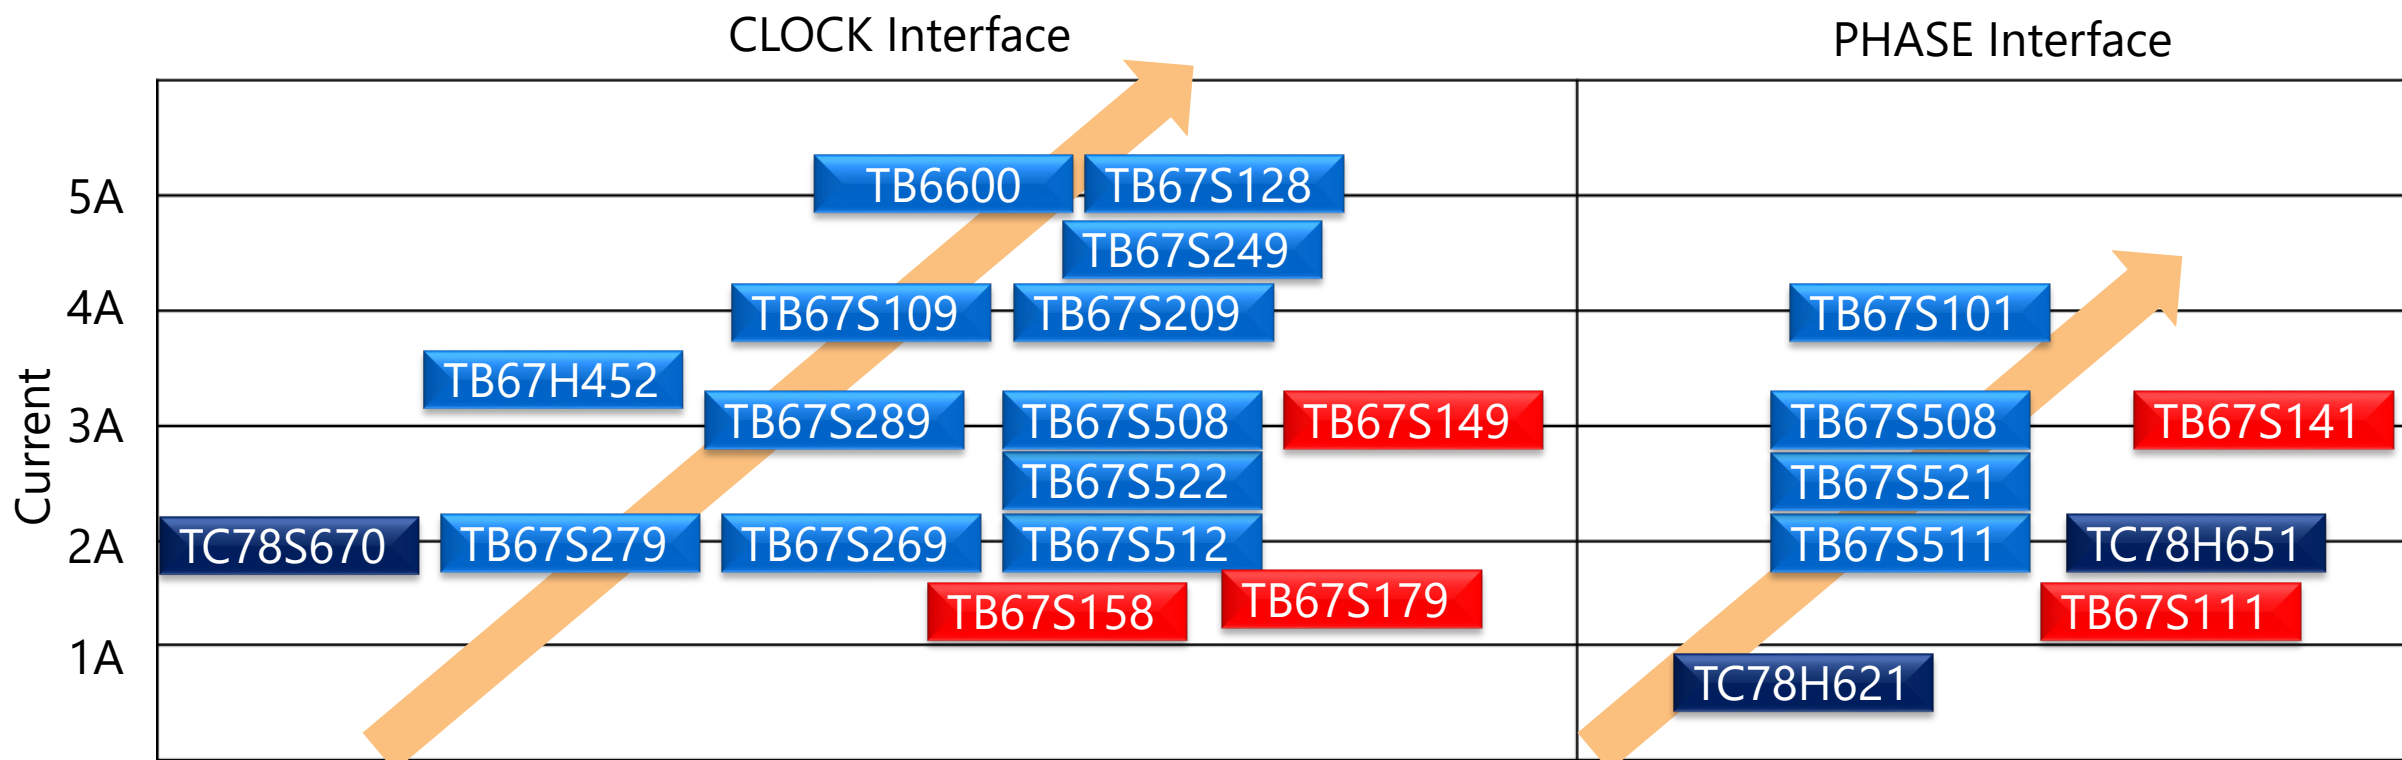 CLOCK Interface
PHASE Interface
Current
5A
TB6600
TB67S128
TB67S249
4A
TB67S109
TB67S209
TB67S101
TB67H452
3A
TB67S289
TB67S508
TB67S149
TB67S508
TB67S141
TB67S522
TB67S521
2A
TC78S670
TB67S279
TB67S269
TB67S512
TB67S511
TC78H651
TB67S158
TB67S179
TB67S111
1A
TC78H621